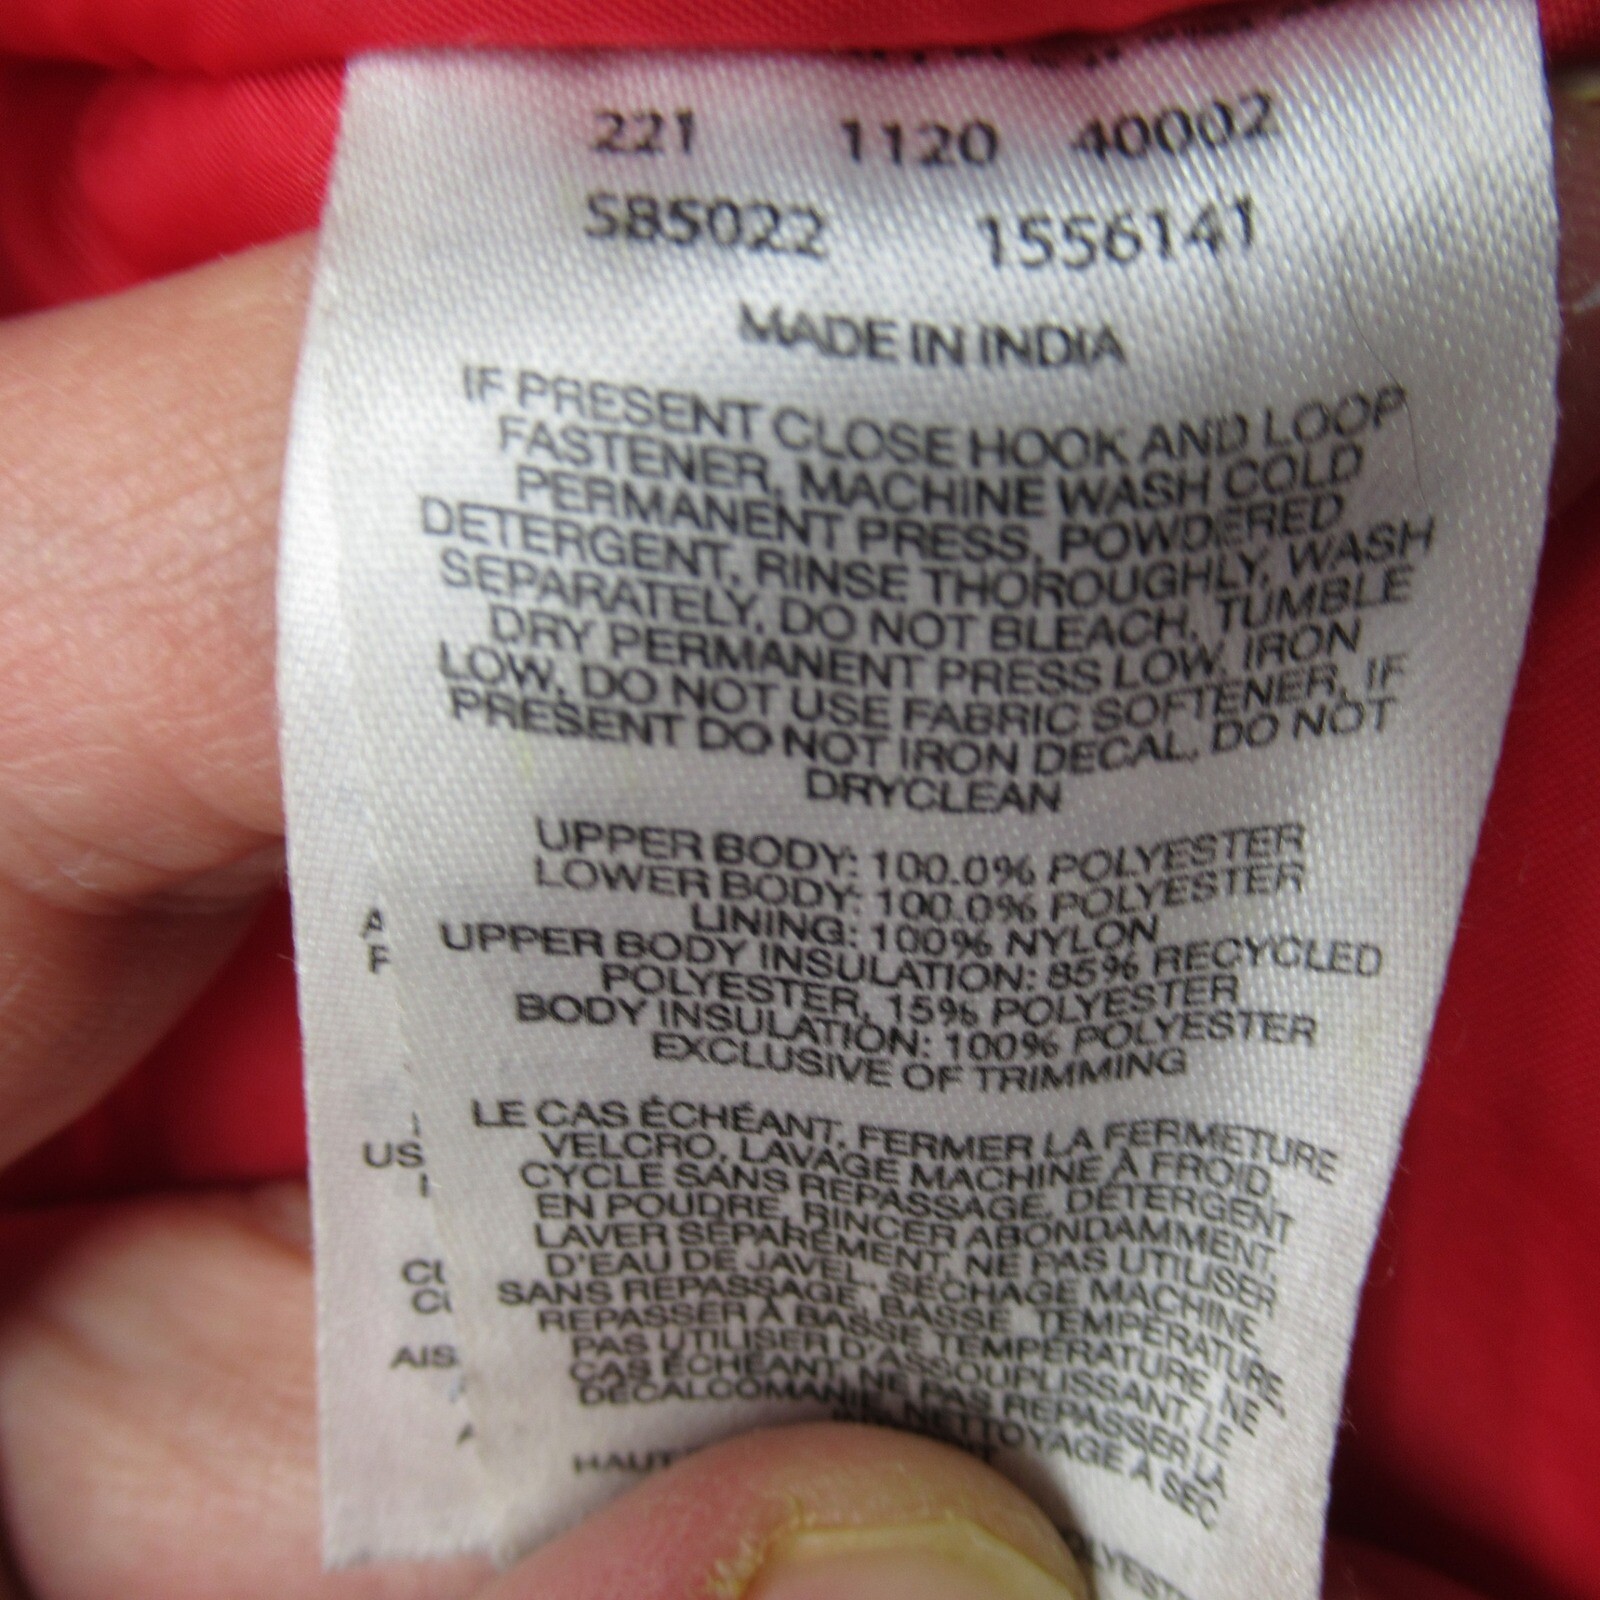 221 1120 40002
S85022 1556141
MADE IN INDIA
IF PRESENT CLOSE HOOK AND LOOP
FASTENER, MACHINE WASH COLD
PERMANENT PRESS, POWDERED
DETERGENT, RINSE THOROUGHLY, WASH
SEPARATELY, DO NOT BLEACH, TUMBLE
DRY PERMANENT PRESS LOW, IRON
LOW, DO NOT USE FABRIC SOFTENER, IF
PRESENT DO NOT IRON DECAL, DO NOT
DRYCLEAN
UPPER BODY: 100.0% POLYESTER
LOWER BODY: 100.0% POLYESTER
LINING: 100% NYLON
UPPER BODY INSULATION: 85% RECYCLED
POLYESTER, 15% POLYESTER
BODY INSULATION: 100% POLYESTER
EXCLUSIVE OF TRIMMING
LE CAS ÉCHÉANT, FERMER LA FERMETURE
VELCRO, LAVAGE MACHINE À FROID,
CYCLE SANS REPASSAGE, DÉTERGENT
EN POUDRE, RINCER ABONDAMMENT,
LAVER SÉPARÉMENT, NE PAS UTILISER
D'EAU DE JAVEL, SÉCHAGE MACHINE
SANS REPASSAGE, BASSE TEMPÉRATURE,
REPASSER À BASSE TEMPÉRATURE, NE
PAS UTILISER D'ASSOUPLISSANT, LE
CAS ÉCHÉANT, NE PAS REPASSER LA
DÉCALCOMANIE, NETTOYAGE À SEC
HAUT
A
F
US
AIS